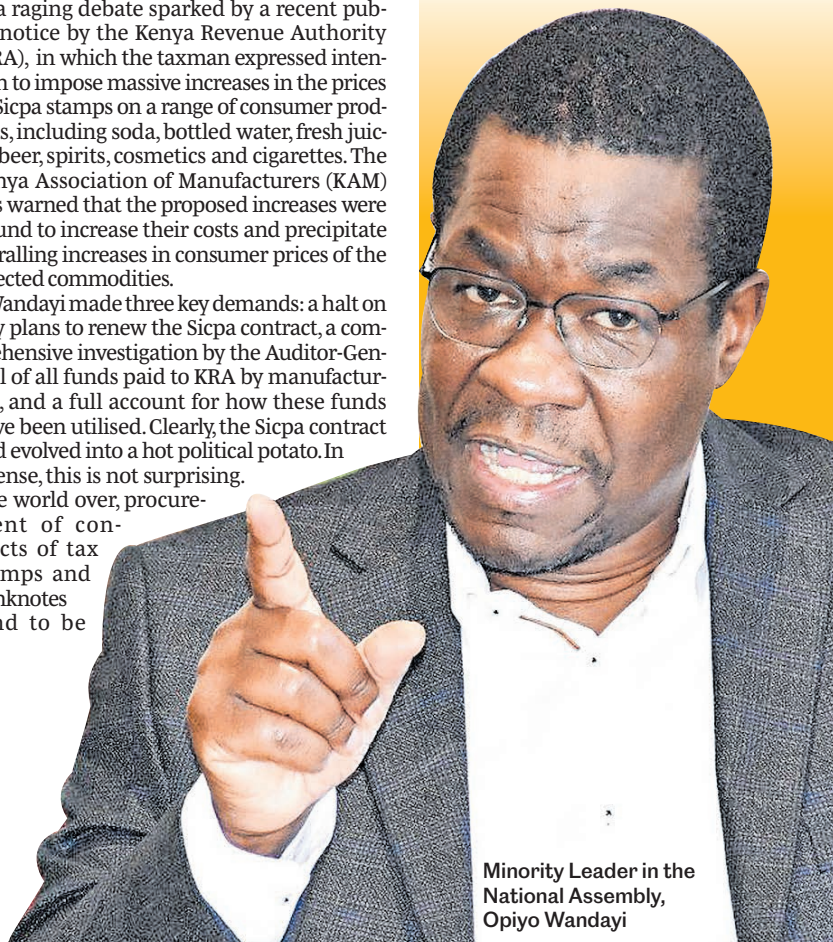 a raging debate sparked by a recent pub-
notice by the Kenya Revenue Authority
RA), in which the taxman expressed inten-
n to impose massive increases in the prices
Sicpa stamps on a range of consumer prod-
s, including soda, bottled water, fresh juic-
beer, spirits, cosmetics and cigarettes. The
nya Association of Manufacturers (KAM)
s warned that the proposed increases were
und to increase their costs and precipitate
ralling increases in consumer prices of the
ected commodities.
Wandayi made three key demands: a halt on
y plans to renew the Sicpa contract, a com-
ehensive investigation by the Auditor-Gen-
l of all funds paid to KRA by manufactur-
, and a full account for how these funds
ve been utilised. Clearly, the Sicpa contract
d evolved into a hot political potato. In
ense, this is not surprising.
e world over, procure-
ent of con-
cts of tax
mps and
nknotes
nd to be
Minority Leader in the
National Assembly,
Opiyo Wandayi